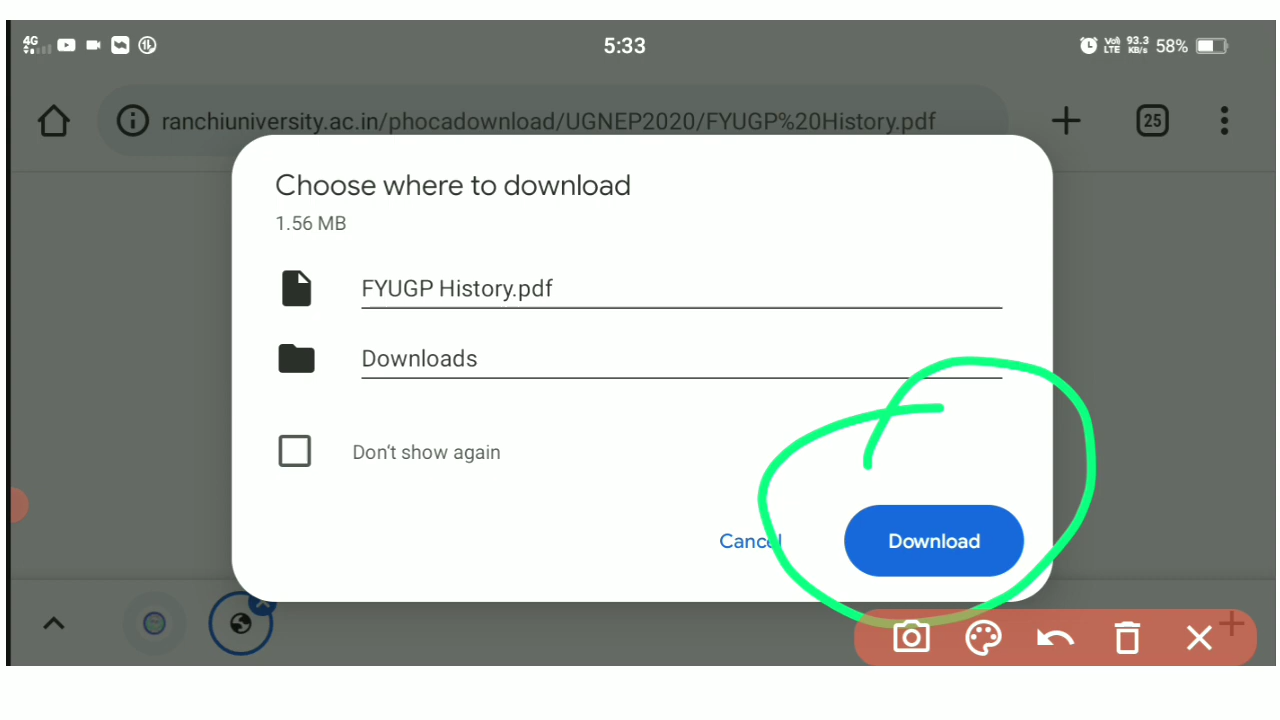 4G 5:33 Vo) LTE 93.3 KB/s 58%
ranchiuniversity.ac.in/phocadownload/UGNEP2020/FYUGP%20History.pdf 25
Choose where to download
1.56 MB
FYUGP History.pdf
Downloads
Don't show again
Cancel Download